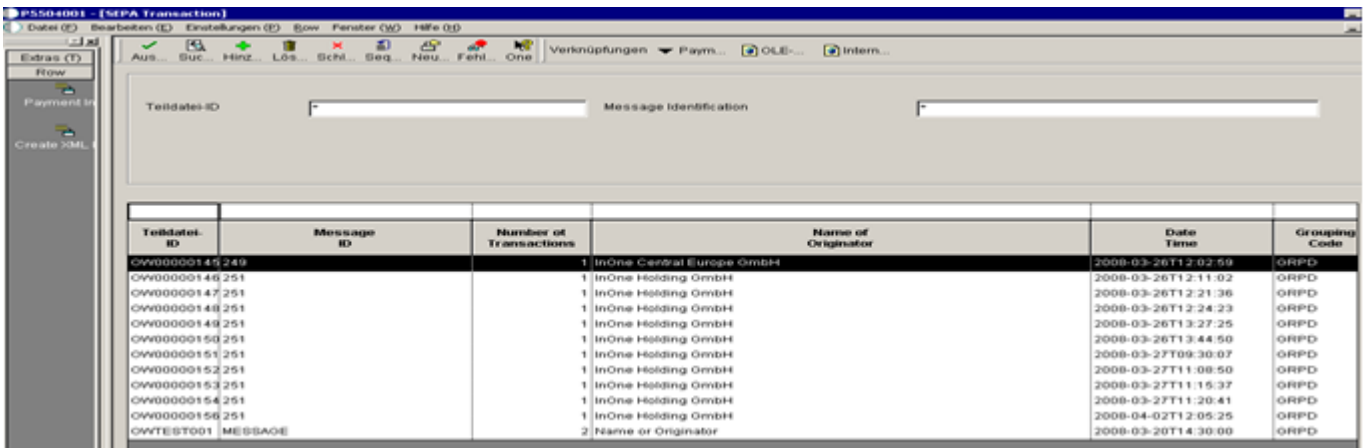 P5504001 - [SEPA Transaction]
Datei (F) Bearbeiten (E) Einstellungen (P) Row Fenster (W) Hilfe (H)
Extras (T)
Row
Payment In
Create XML
Aus... Suc... Hinz... Lös... Schl... Seq... Neu... Fehl... One
Verknüpfungen Paym... OLE-... Intern...
Teildatei-ID * Message Identification *
Teildatei-ID Message ID Number of Transactions Name of Originator Date Time Grouping Code
OW00000145 249 1 InOne Central Europe GmbH 2008-03-26T12:02:59 GRPD
OW00000146 251 1 InOne Holding GmbH 2008-03-26T12:11:02 GRPD
OW00000147 251 1 InOne Holding GmbH 2008-03-26T12:21:36 GRPD
OW00000148 251 1 InOne Holding GmbH 2008-03-26T12:24:23 GRPD
OW00000149 251 1 InOne Holding GmbH 2008-03-26T13:27:25 GRPD
OW00000150 251 1 InOne Holding GmbH 2008-03-26T13:44:50 GRPD
OW00000151 251 1 InOne Holding GmbH 2008-03-27T09:30:07 GRPD
OW00000152 251 1 InOne Holding GmbH 2008-03-27T11:08:50 GRPD
OW00000153 251 1 InOne Holding GmbH 2008-03-27T11:15:37 GRPD
OW00000154 251 1 InOne Holding GmbH 2008-03-27T11:20:41 GRPD
251 1 InOne Holding GmbH 2008-04-02T12:05:25 GRPD
OWTEST001 MESSAGE 2 Name or Originator 2008-03-20T14:30:00 GRPD